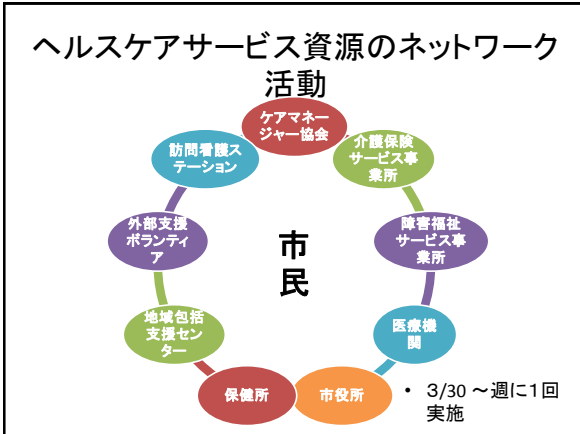 ヘルスケアサービス資源のネットワーク
活動
ケアマネー
ジャー協会
介護保険
サービス事
業所
障害福祉
サービス事
業所
医療機
関
市役所
保健所
地域包括
支援セン
ター
外部支援
ボランティ
ア
訪問看護ス
テーション
市
民
• 3/30 ～週に1回
実施